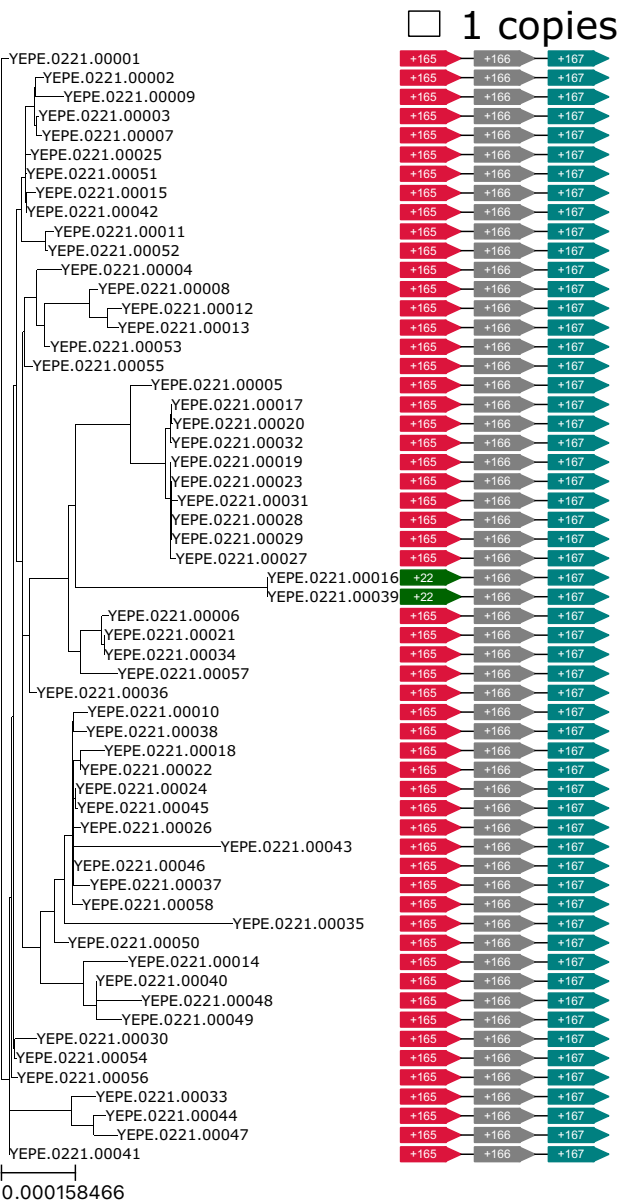 1 copies
YEPE.0221.00001 +165 +166 +167
YEPE.0221.00002 +165 +166 +167
YEPE.0221.00009 +165 +166 +167
YEPE.0221.00003 +165 +166 +167
YEPE.0221.00007 +165 +166 +167
YEPE.0221.00025 +165 +166 +167
YEPE.0221.00051 +165 +166 +167
YEPE.0221.00015 +165 +166 +167
YEPE.0221.00042 +165 +166 +167
YEPE.0221.00011 +165 +166 +167
YEPE.0221.00052 +165 +166 +167
YEPE.0221.00004 +165 +166 +167
YEPE.0221.00008 +165 +166 +167
YEPE.0221.00012 +165 +166 +167
YEPE.0221.00013 +165 +166 +167
YEPE.0221.00053 +165 +166 +167
YEPE.0221.00055 +165 +166 +167
YEPE.0221.00005 +165 +166 +167
YEPE.0221.00017 +165 +166 +167
YEPE.0221.00020 +165 +166 +167
YEPE.0221.00032 +165 +166 +167
YEPE.0221.00019 +165 +166 +167
YEPE.0221.00023 +165 +166 +167
YEPE.0221.00031 +165 +166 +167
YEPE.0221.00028 +165 +166 +167
YEPE.0221.00029 +165 +166 +167
YEPE.0221.00027 +165 +166 +167
YEPE.0221.00016 +22 +166 +167
YEPE.0221.00039 +22 +166 +167
YEPE.0221.00006 +165 +166 +167
YEPE.0221.00021 +165 +166 +167
YEPE.0221.00034 +165 +166 +167
YEPE.0221.00057 +165 +166 +167
YEPE.0221.00036 +165 +166 +167
YEPE.0221.00010 +165 +166 +167
YEPE.0221.00038 +165 +166 +167
YEPE.0221.00018 +165 +166 +167
YEPE.0221.00022 +165 +166 +167
YEPE.0221.00024 +165 +166 +167
YEPE.0221.00045 +165 +166 +167
YEPE.0221.00026 +165 +166 +167
YEPE.0221.00043 +165 +166 +167
YEPE.0221.00046 +165 +166 +167
YEPE.0221.00037 +165 +166 +167
YEPE.0221.00058 +165 +166 +167
YEPE.0221.00035 +165 +166 +167
YEPE.0221.00050 +165 +166 +167
YEPE.0221.00014 +165 +166 +167
YEPE.0221.00040 +165 +166 +167
YEPE.0221.00048 +165 +166 +167
YEPE.0221.00049 +165 +166 +167
YEPE.0221.00030 +165 +166 +167
YEPE.0221.00054 +165 +166 +167
YEPE.0221.00056 +165 +166 +167
YEPE.0221.00033 +165 +166 +167
YEPE.0221.00044 +165 +166 +167
YEPE.0221.00047 +165 +166 +167
YEPE.0221.00041 +165 +166 +167
0.000158466